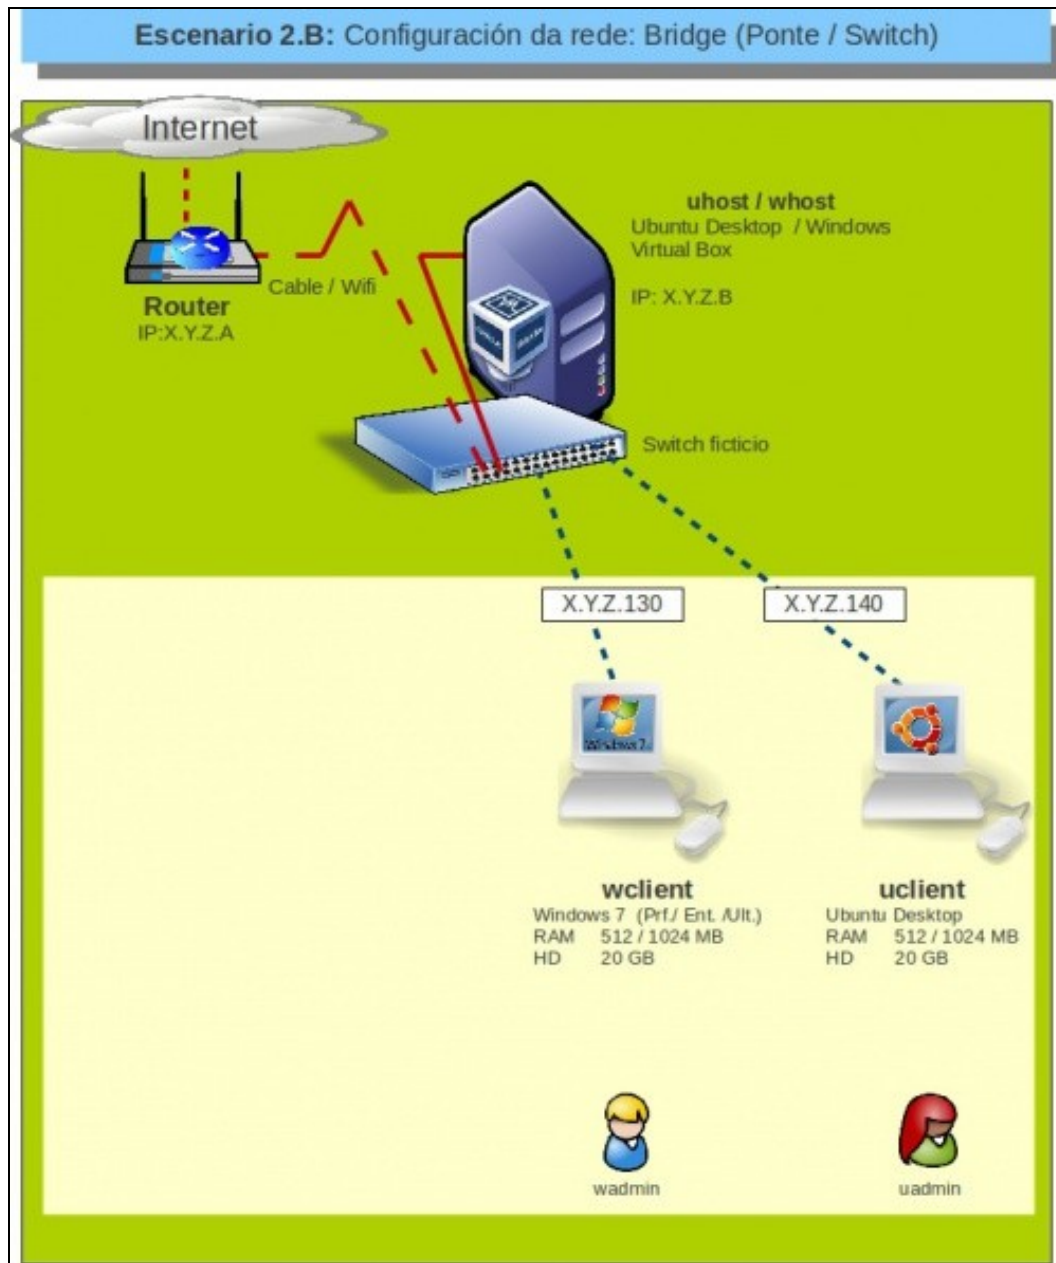 Escenario 2.B: Configuración da rede: Bridge (Ponte / Switch)
Internet
uhost / whost
Ubuntu Desktop / Windows
Virtual Box
IP: X.Y.Z.B
Cable / Wifi
Router
IP:X.Y.Z.A
Switch ficticio
X.Y.Z.130
X.Y.Z.140
Windows 7
wclient
Windows 7 (Prf./ Ent. /Ult.)
RAM 512 / 1024 MB
HD 20 GB
uclient
Ubuntu Desktop
RAM 512 / 1024 MB
HD 20 GB
wadmin
uadmin